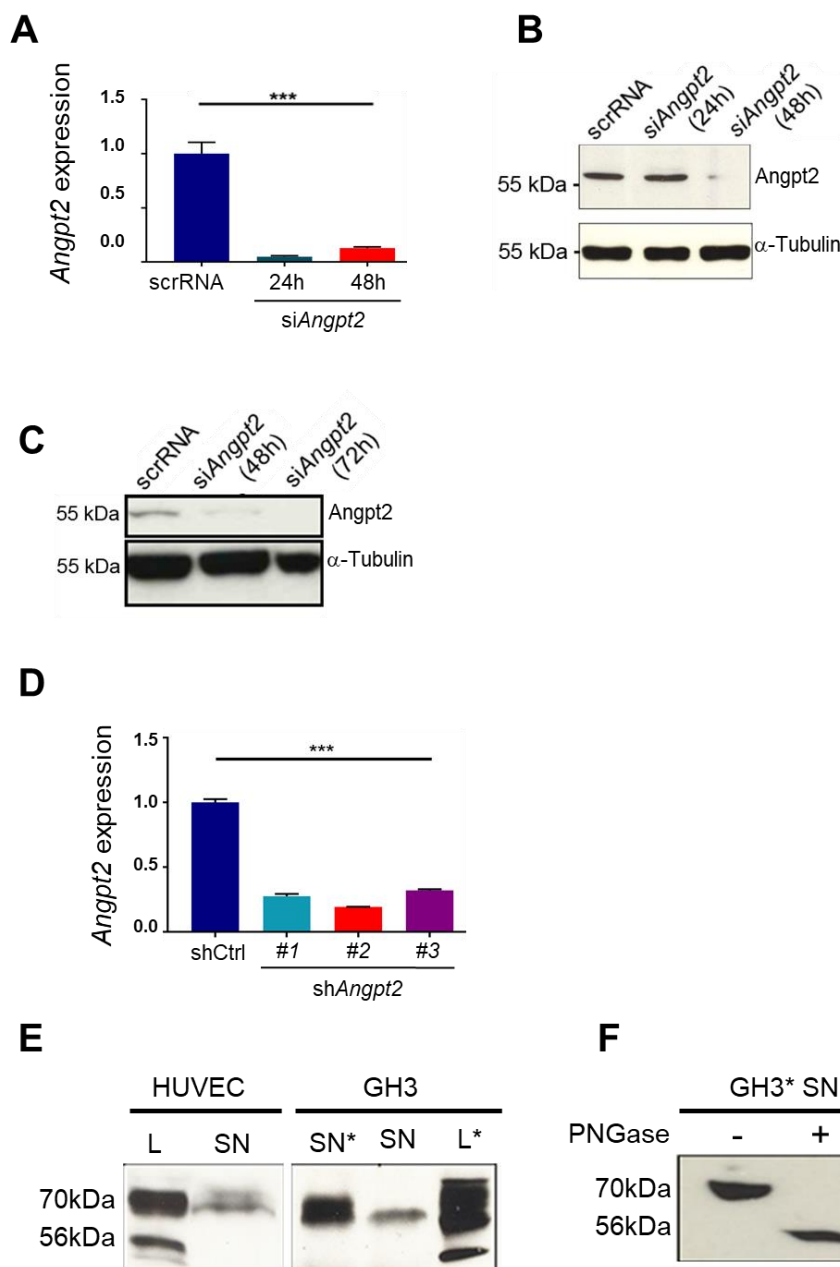 A
Angpt2 expression
1.5
1.0
0.5
0.0
***
scrRNA 24h 48h
siAngpt2
B
scrRNA
siAngpt2
(24h)
siAngpt2
(48h)
55 kDa
Angpt2
55 kDa
α-Tubulin
C
scrRNA
siAngpt2
(48h)
siAngpt2
(72h)
55 kDa
Angpt2
55 kDa
α-Tubulin
D
Angpt2 expression
1.5
1.0
0.5
0.0
***
shCtrl #1 #2 #3
shAngpt2
E
HUVEC GH3
L SN SN* SN L*
70kDa
56kDa
F
GH3* SN
PNGase - +
70kDa
56kDa